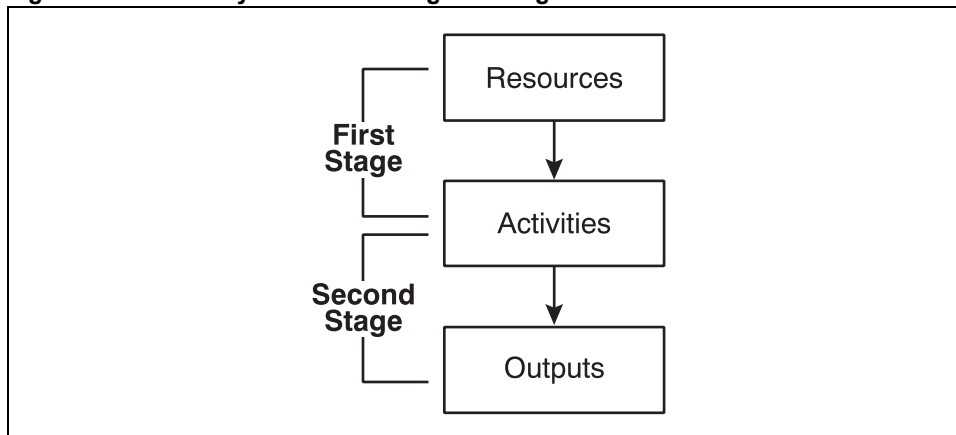 Resources
First
Stage
Activities
Second
Stage
Outputs